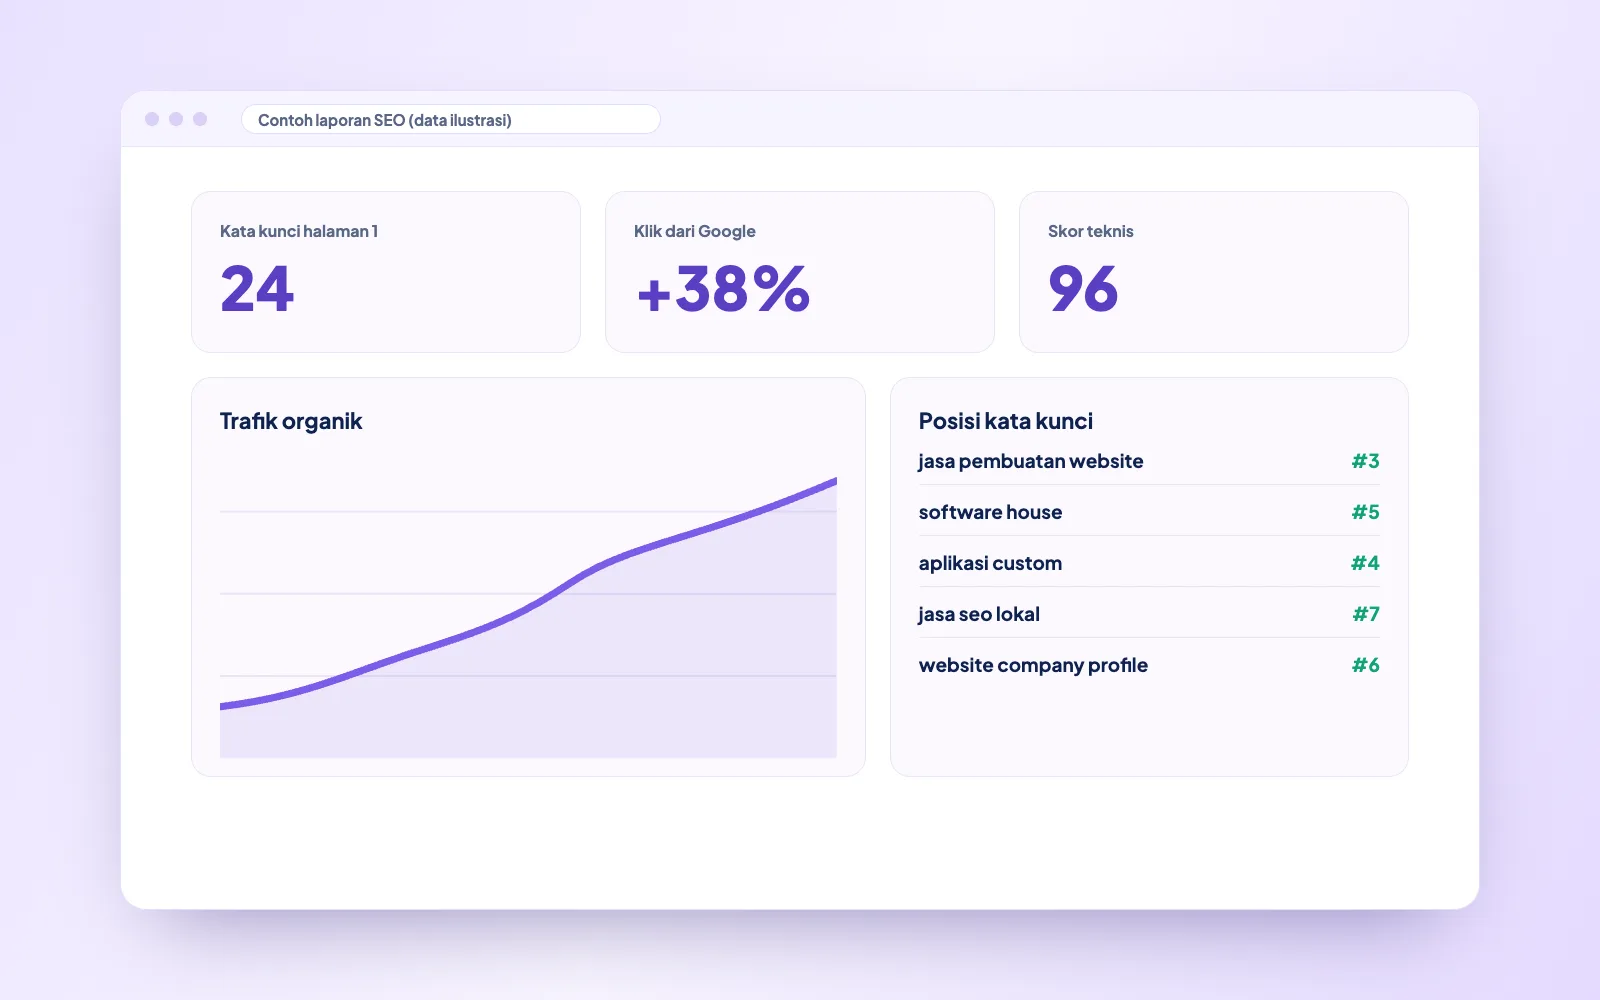 Contoh laporan SEO (data ilustrasi)
Kata kunci halaman 1
24
Klik dari Google
+38%
Skor teknis
96
Trafik organik
Posisi kata kunci
jasa pembuatan website #3
software house #5
aplikasi custom #4
jasa seo lokal #7
website company profile #6